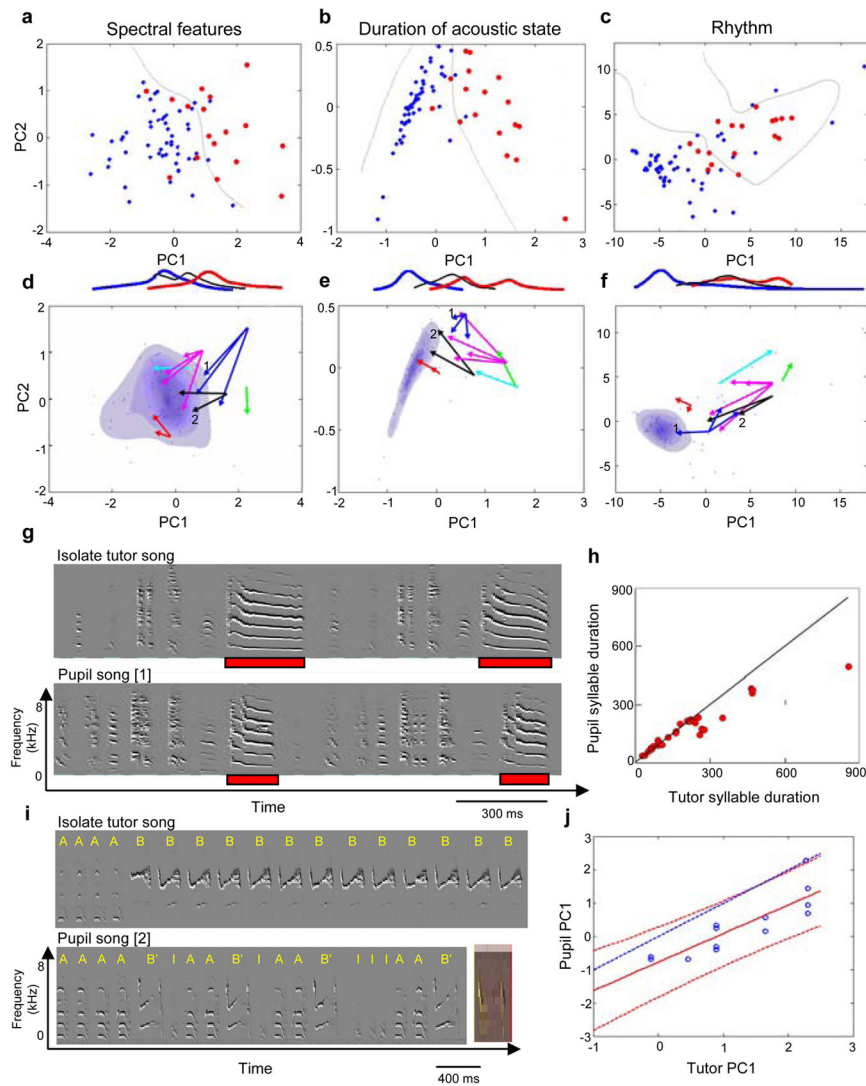 a Spectral features
b Duration of acoustic state
c Rhythm
PC2
2
1
0
-1
2
-4 -2 0 2 4
PC1
0.5
0
-0.5
-1
-2 -1 0 1 2 3
PC1
10
5
0
-5
-10 -5 0 5 10 15
PC1
d
e
f
PC2
2
1
0
-1
-2
1
2
-4 -2 0 2 4
PC1
0.5
0
-0.5
-1
1
2
-2 -1 0 1 2 3
PC1
10
5
0
-5
1
2
-10 -5 0 5 10 15
PC1
g
Isolate tutor song
Pupil song [1]
Frequency
(kHz)
8
0
Time
300 ms
h
Pupil syllable duration
900
600
300
0
0 300 600 900
Tutor syllable duration
i
Isolate tutor song
A A A A B B B B B B B B B B B B B
Pupil song [2]
A A A A B' I A A B' I A A B' I I I A A B'
Frequency
(kHz)
8
0
Time
400 ms
j
Pupil PC1
3
2
1
0
-1
-2
-3
-1 0 1 2 3
Tutor PC1